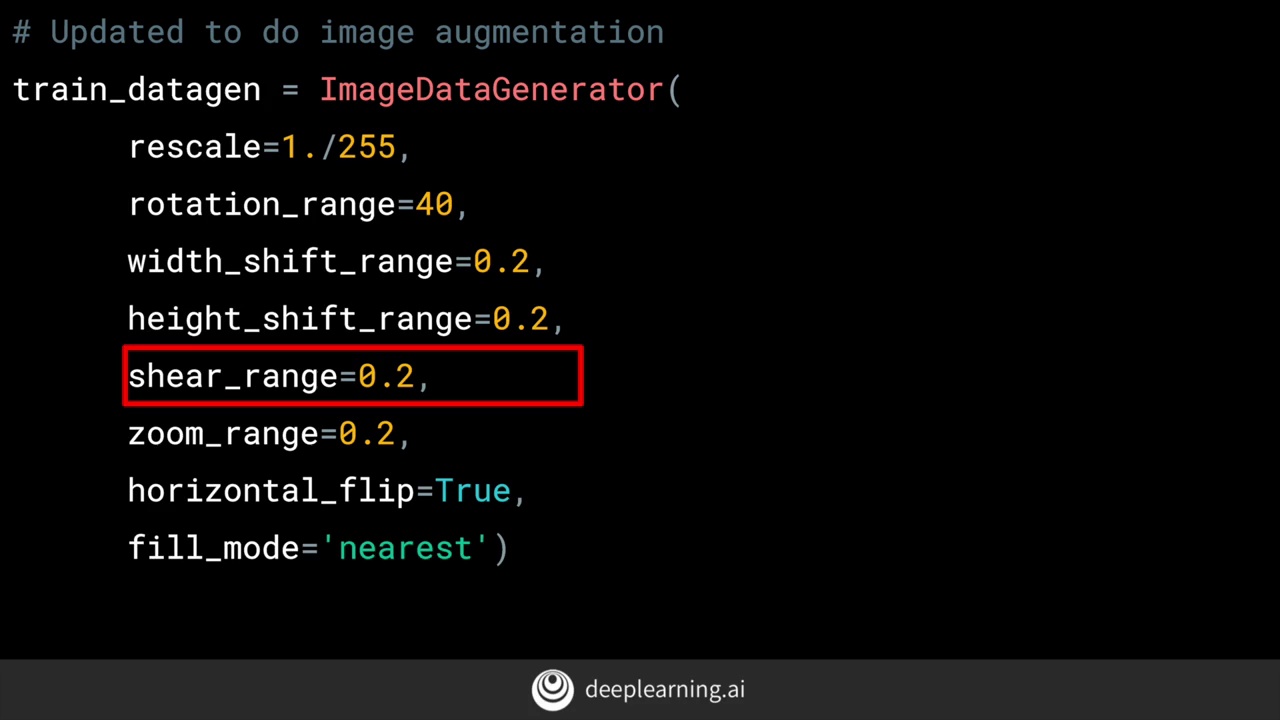 # Updated to do image augmentation
train_datagen = ImageDataGenerator(
rescale=1./255,
rotation_range=40,
width_shift_range=0.2,
height_shift_range=0.2,
shear_range=0.2,
zoom_range=0.2,
horizontal_flip=True,
fill_mode='nearest')
deeplearning.ai